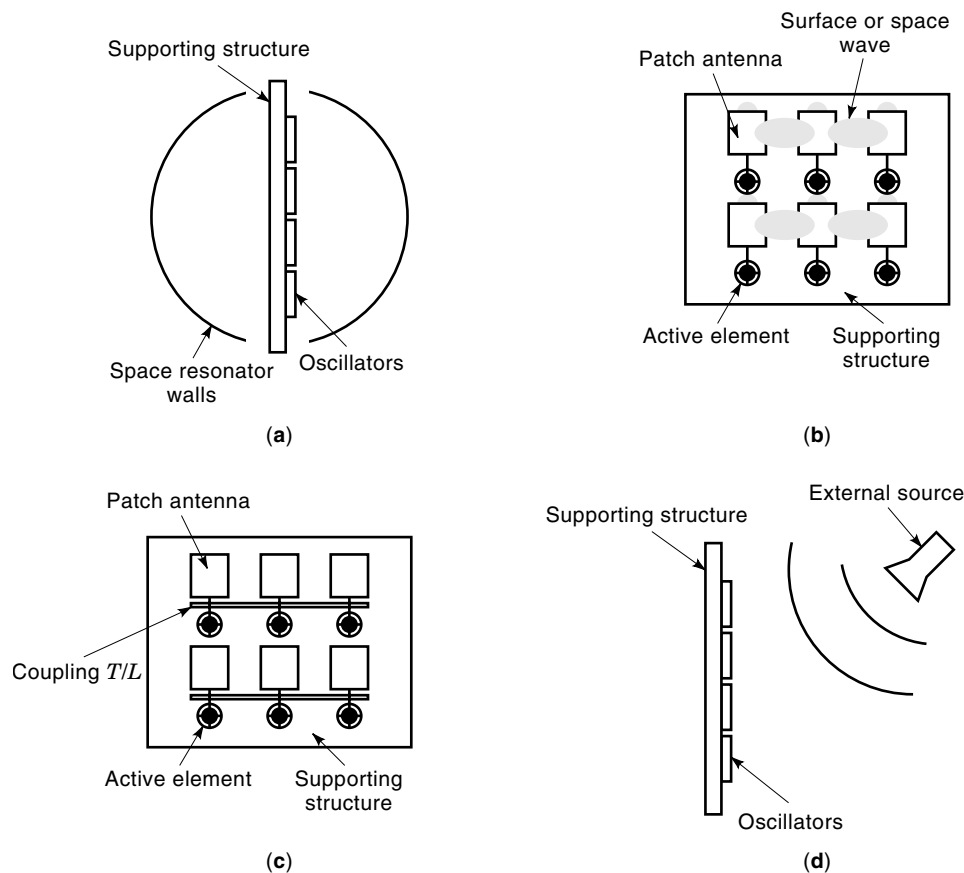 Supporting structure
Space resonator
walls
Oscillators
(a)
Surface or space
wave
Patch antenna
Active element
Supporting
structure
(b)
Patch antenna
Coupling T/L
Active element
Supporting
structure
(c)
External source
Supporting structure
Oscillators
(d)